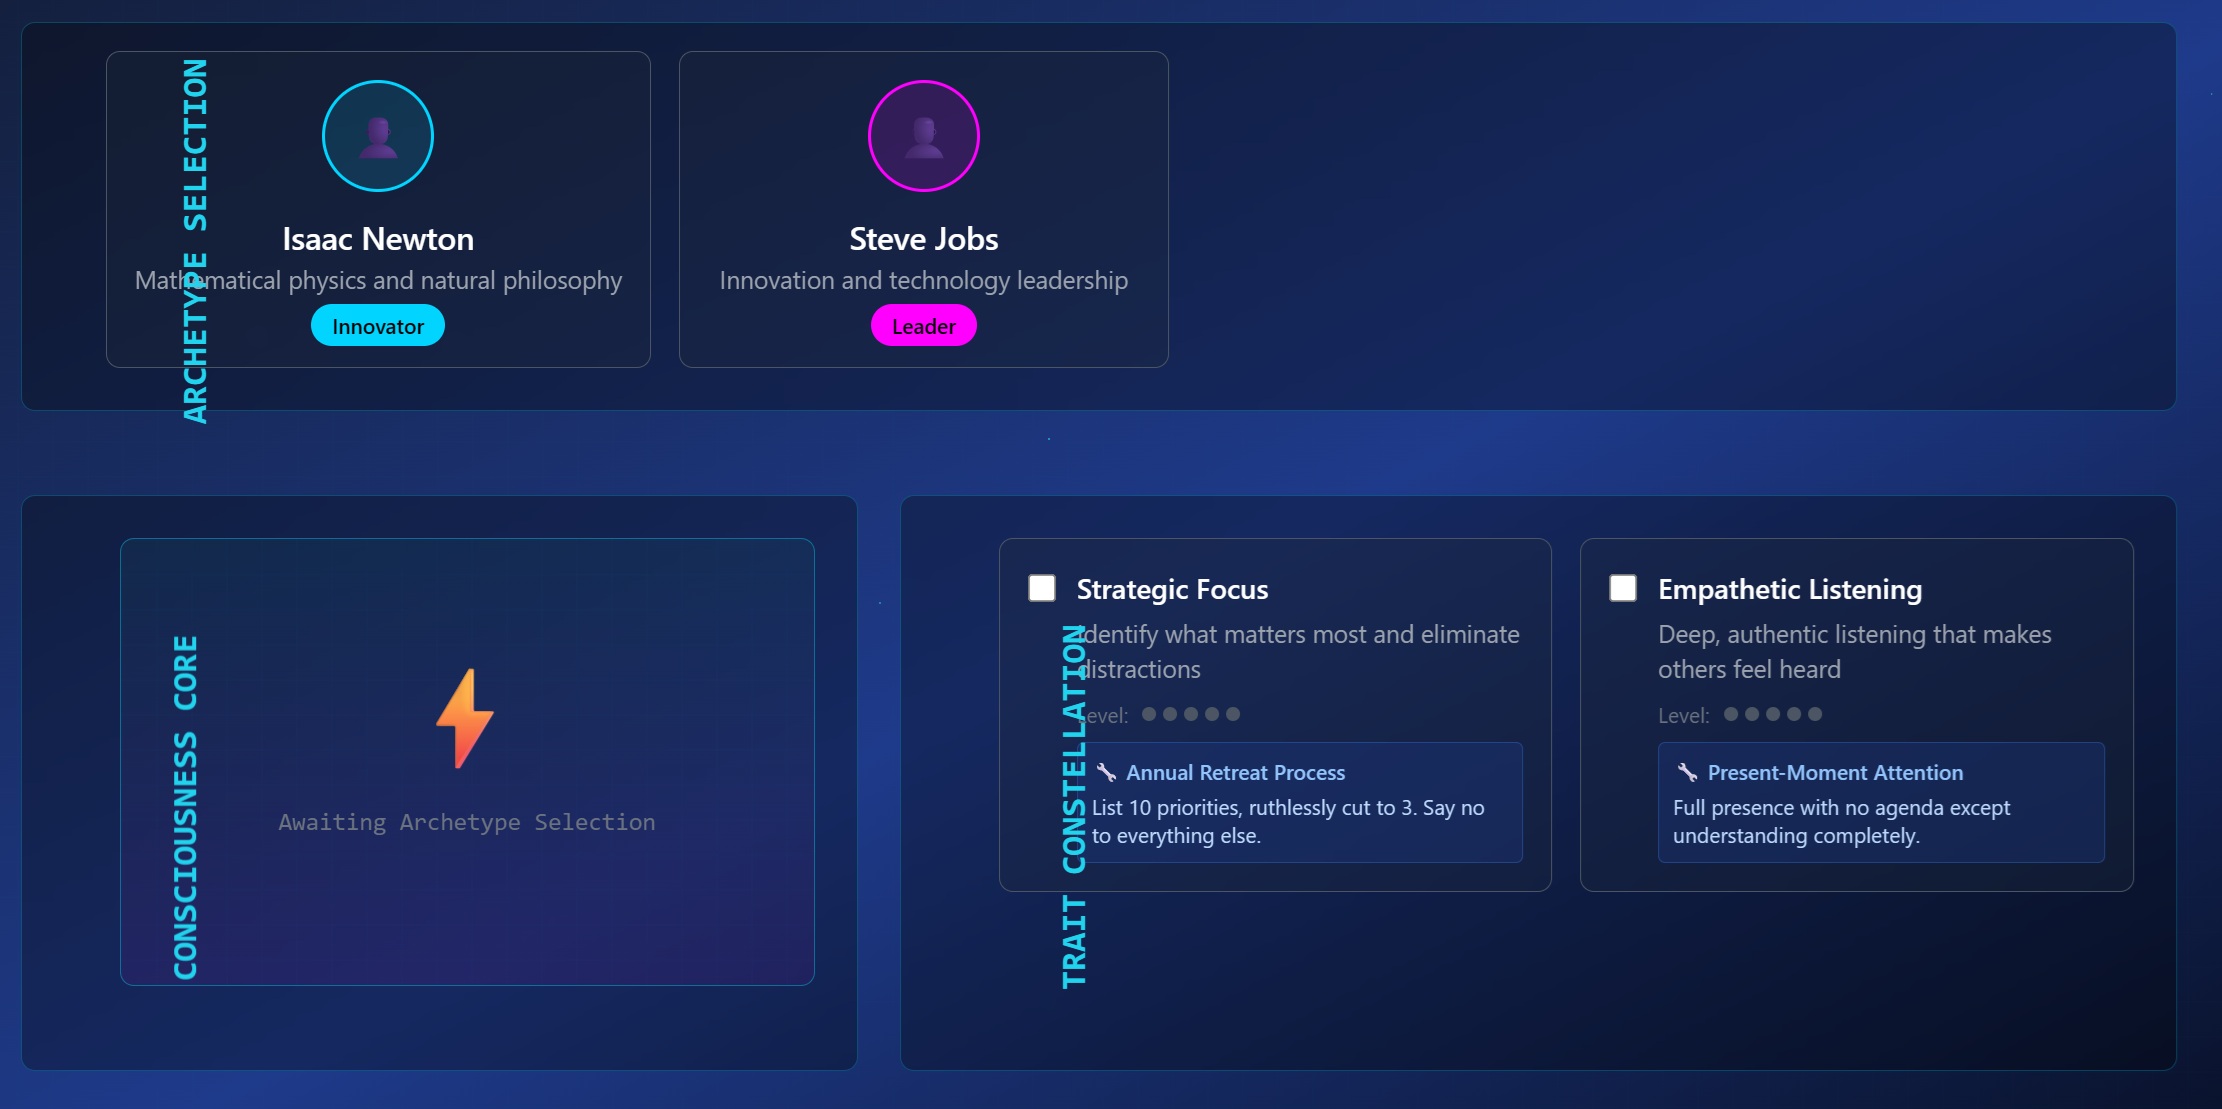 ARCHETYPE SELECTION
Isaac Newton
Mathematical physics and natural philosophy
Innovator
Steve Jobs
Innovation and technology leadership
Leader
CONSCIOUSNESS CORE
Awaiting Archetype Selection
TRAIT CONSTELLATION
Strategic Focus
Identify what matters most and eliminate
distractions
Level:
Annual Retreat Process
List 10 priorities, ruthlessly cut to 3. Say no
to everything else.
Empathetic Listening
Deep, authentic listening that makes
others feel heard
Level:
Present-Moment Attention
Full presence with no agenda except
understanding completely.